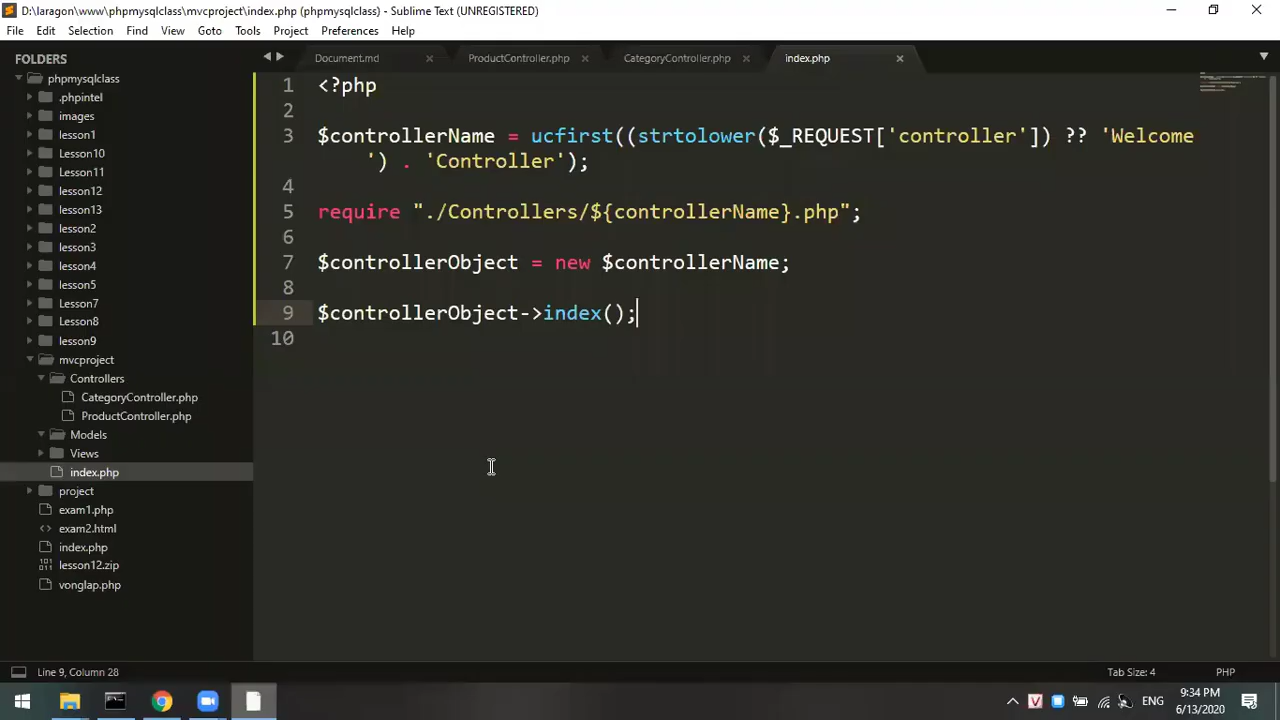 D:\laragon\www\phpmysqlclass\mvcproject\index.php (phpmysqlclass) - Sublime Text (UNREGISTERED)
File Edit Selection Find View Goto Tools Project Preferences Help
FOLDERS
phpmysqlclass
.phpintel
images
lesson1
Lesson10
Lesson11
lesson12
lesson13
lesson2
lesson3
lesson4
lesson5
Lesson7
Lesson8
lesson9
mvcproject
Controllers
CategoryController.php
ProductController.php
Models
Views
index.php
project
exam1.php
exam2.html
index.php
lesson12.zip
vonglap.php
Document.md ProductController.php CategoryController.php index.php
1 <?php
2
3 $controllerName = ucfirst((strtolower($_REQUEST['controller']) ?? 'Welcome
') . 'Controller');
4
5 require "./Controllers/${controllerName}.php";
6
7 $controllerObject = new $controllerName;
8
9 $controllerObject->index();
10
Line 9, Column 28 Tab Size: 4 PHP
ENG
9:34 PM
6/13/2020